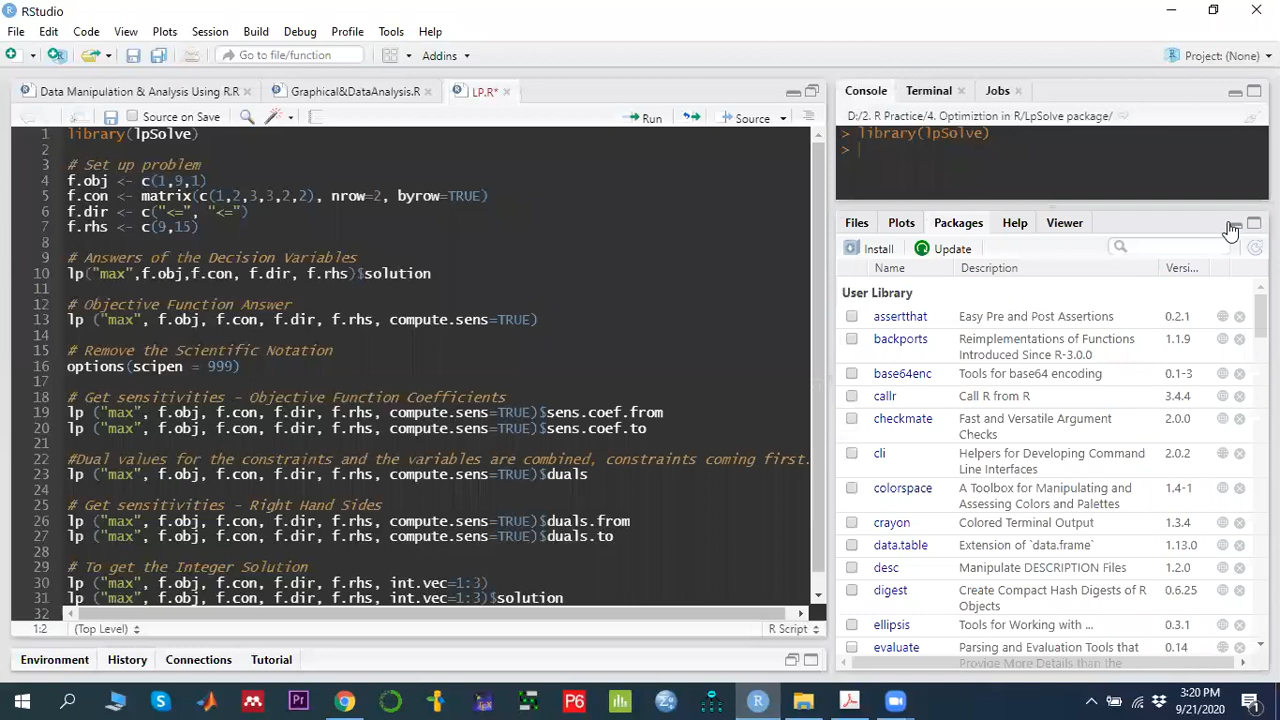 RStudio
File Edit Code View Plots Session Build Debug Profile Tools Help
Go to file/function Addins Project: (None)
Data Manipulation & Analysis Using R.R Graphical&DataAnalysis.R LP.R*
Source on Save Run Source
1 library(lpSolve)
2
3 # Set up problem
4 f.obj <- c(1,9,1)
5 f.con <- matrix(c(1,2,3,3,2,2), nrow=2, byrow=TRUE)
6 f.dir <- c("<=", "<=")
7 f.rhs <- c(9,15)
8
9 # Answers of the Decision Variables
10 lp("max",f.obj,f.con, f.dir, f.rhs)$solution
11
12 # Objective Function Answer
13 lp ("max", f.obj, f.con, f.dir, f.rhs, compute.sens=TRUE)
14
15 # Remove the Scientific Notation
16 options(scipen = 999)
17
18 # Get sensitivities - Objective Function Coefficients
19 lp ("max", f.obj, f.con, f.dir, f.rhs, compute.sens=TRUE)$sens.coef.from
20 lp ("max", f.obj, f.con, f.dir, f.rhs, compute.sens=TRUE)$sens.coef.to
21
22 #Dual values for the constraints and the variables are combined, constraints coming first.
23 lp ("max", f.obj, f.con, f.dir, f.rhs, compute.sens=TRUE)$duals
24
25 # Get sensitivities - Right Hand Sides
26 lp ("max", f.obj, f.con, f.dir, f.rhs, compute.sens=TRUE)$duals.from
27 lp ("max", f.obj, f.con, f.dir, f.rhs, compute.sens=TRUE)$duals.to
28
29 # To get the Integer Solution
30 lp ("max", f.obj, f.con, f.dir, f.rhs, int.vec=1:3)
31 lp ("max", f.obj, f.con, f.dir, f.rhs, int.vec=1:3)$solution
32
1:2 (Top Level) R Script
Environment History Connections Tutorial
Console Terminal Jobs
D:/2. R Practice/4. Optimiztion in R/LpSolve package/
> library(lpSolve)
>
Files Plots Packages Help Viewer
Install Update
Name Description Versi...
User Library
assertthat Easy Pre and Post Assertions 0.2.1
backports Reimplementations of Functions Introduced Since R-3.0.0 1.1.9
base64enc Tools for base64 encoding 0.1-3
callr Call R from R 3.4.4
checkmate Fast and Versatile Argument Checks 2.0.0
cli Helpers for Developing Command Line Interfaces 2.0.2
colorspace A Toolbox for Manipulating and Assessing Colors and Palettes 1.4-1
crayon Colored Terminal Output 1.3.4
data.table Extension of `data.frame` 1.13.0
desc Manipulate DESCRIPTION Files 1.2.0
digest Create Compact Hash Digests of R Objects 0.6.25
ellipsis Tools for Working with ... 0.3.1
evaluate Parsing and Evaluation Tools that Provide More Details than the 0.14
Pr P6 R
3:20 PM
9/21/2020